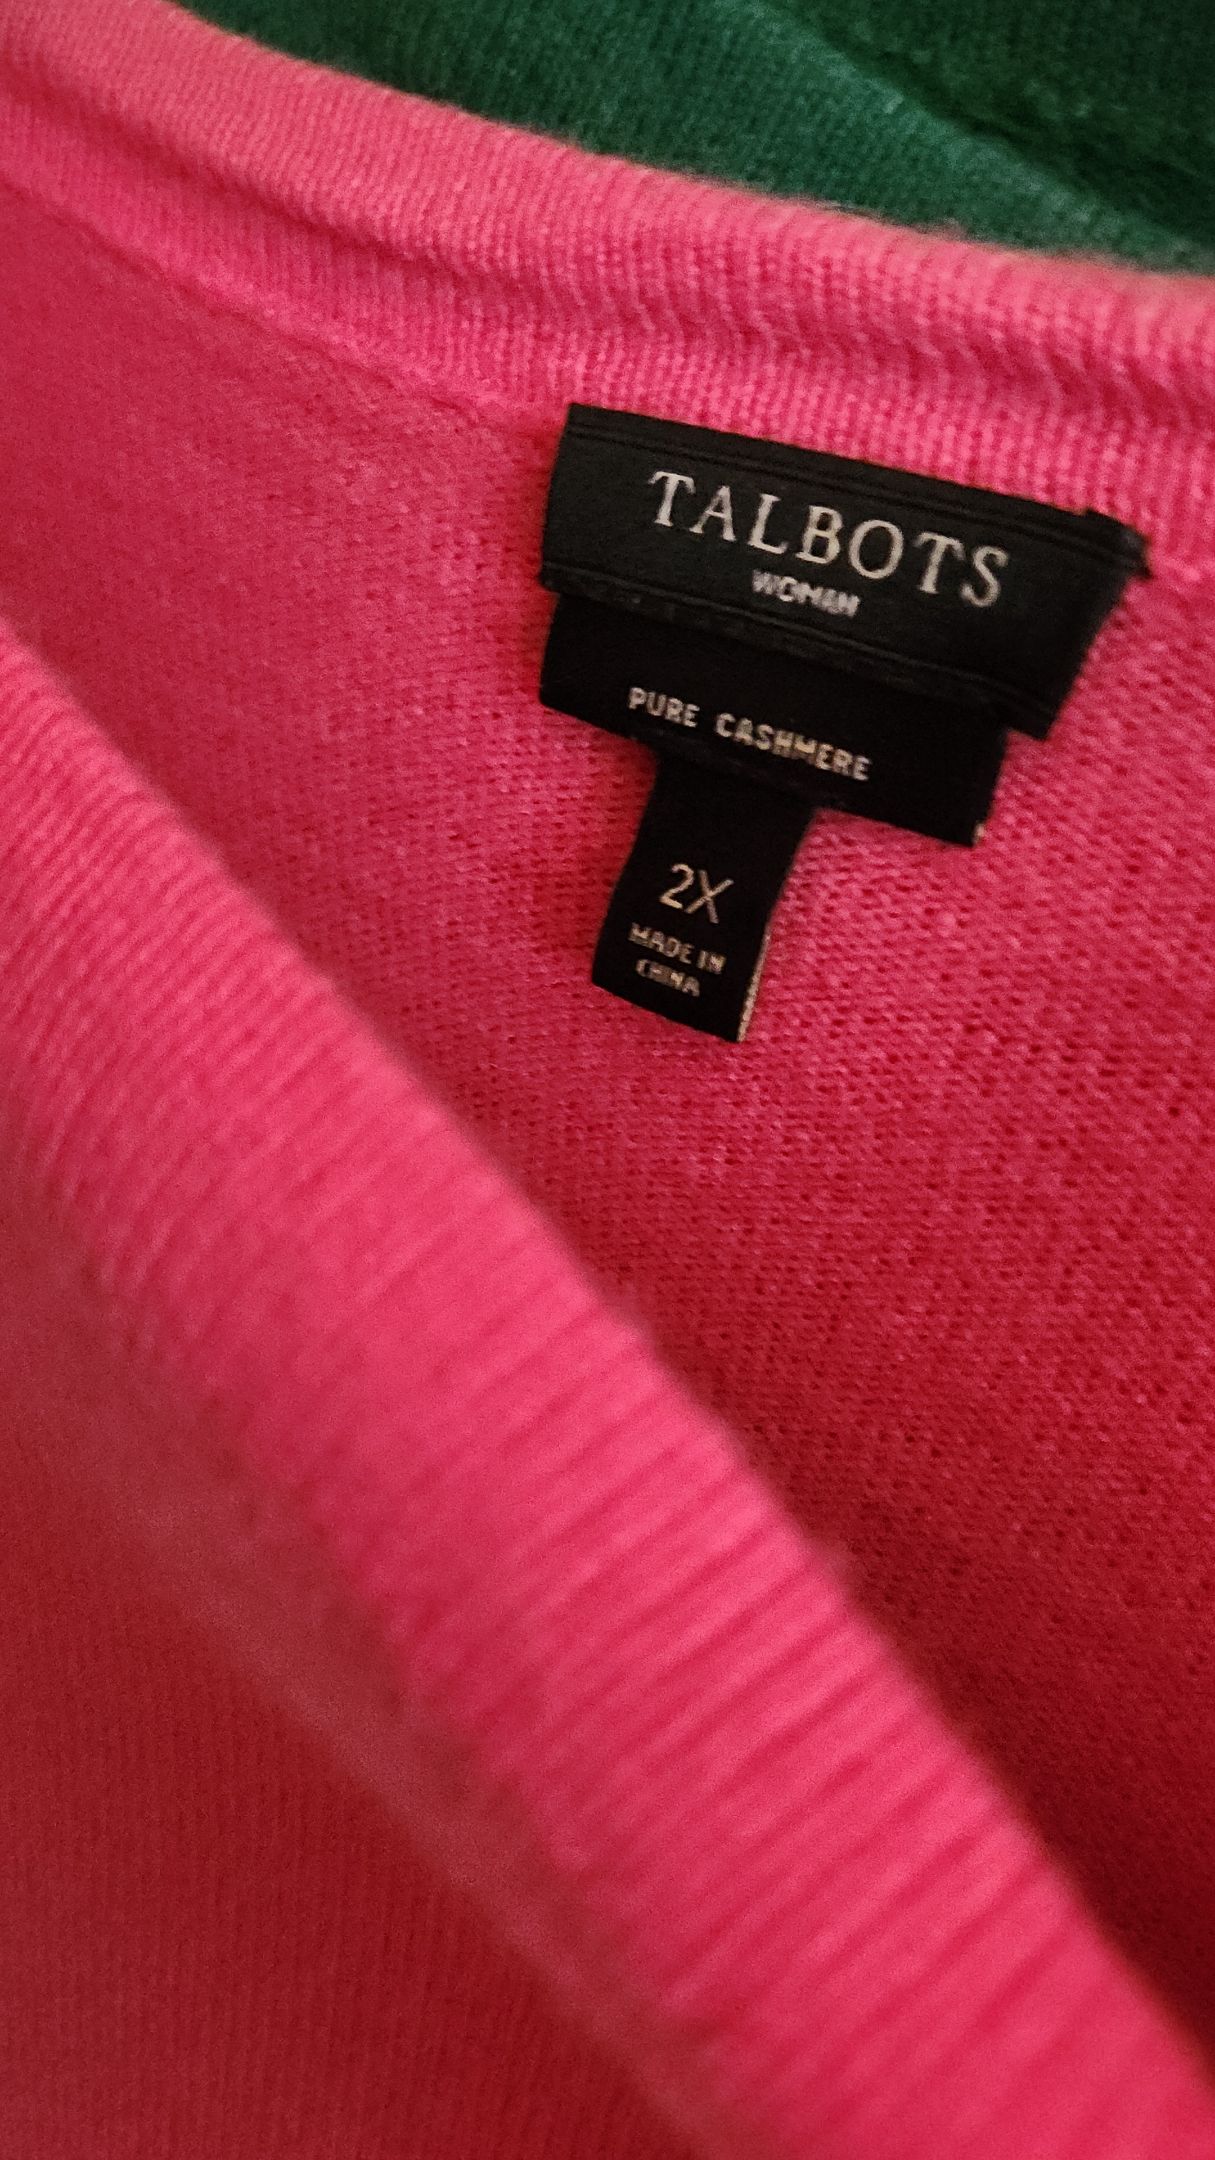 TALBOTS
WOMAN
PURE CASHMERE
2X
MADE IN
CHINA